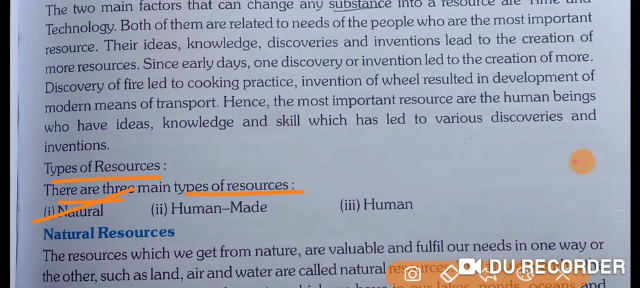 The two main factors that can change any substance into a resource are Time and
Technology. Both of them are related to needs of the people who are the most important
resource. Their ideas, knowledge, discoveries and inventions lead to the creation of
more resources. Since early days, one discovery or invention led to the creation of more.
Discovery of fire led to cooking practice, invention of wheel resulted in development of
modern means of transport. Hence, the most important resource are the human beings
who have ideas, knowledge and skill which has led to various discoveries and
inventions.
Types of Resources :
There are three main types of resources :
(i) Natural (ii) Human–Made (iii) Human
Natural Resources
The resources which we get from nature, are valuable and fulfil our needs in one way or
the other, such as land, air and water are called natural resources
DU RECORDER
lakes, ponds, oceans and